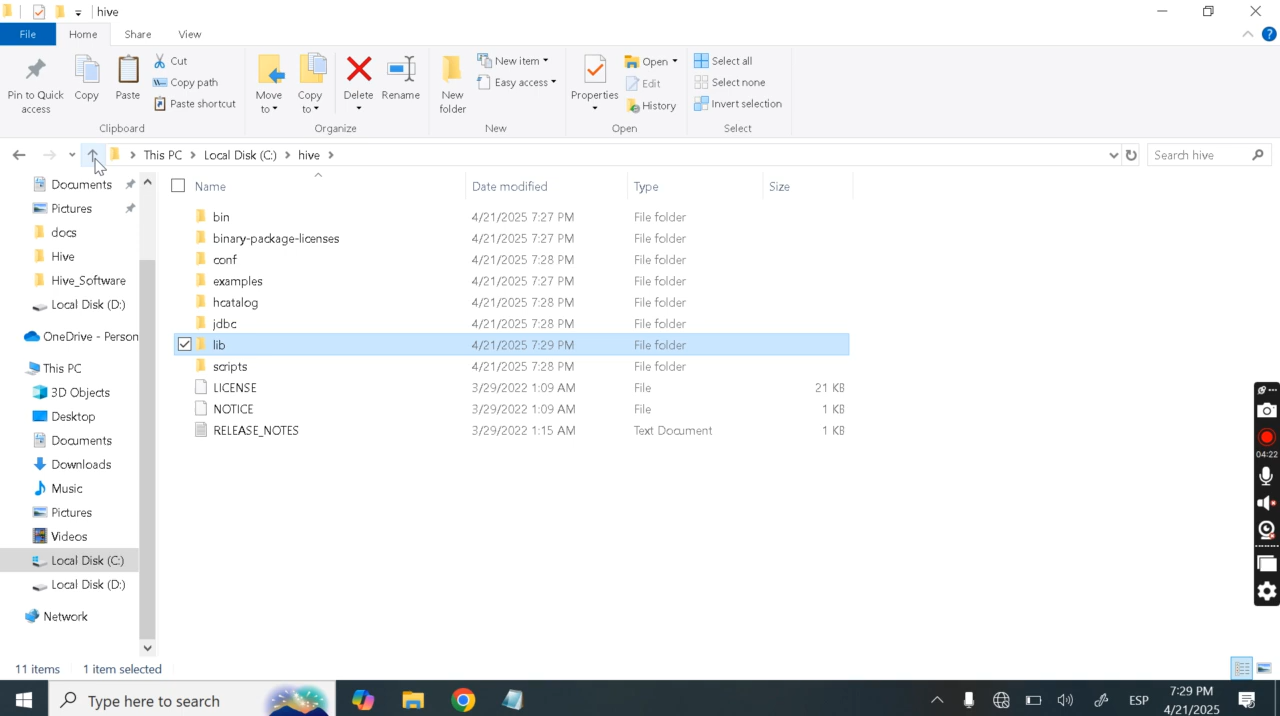 hive
File Home Share View
Pin to Quick access
Copy
Paste
Cut
Copy path
Paste shortcut
Clipboard
Move to
Copy to
Delete
Rename
Organize
New folder
New item
Easy access
New
Properties
Open
Edit
History
Open
Select all
Select none
Invert selection
Select
This PC > Local Disk (C:) > hive >
Search hive
Name Date modified Type Size
bin 4/21/2025 7:27 PM File folder
binary-package-licenses 4/21/2025 7:27 PM File folder
conf 4/21/2025 7:28 PM File folder
examples 4/21/2025 7:27 PM File folder
hcatalog 4/21/2025 7:28 PM File folder
jdbc 4/21/2025 7:28 PM File folder
lib 4/21/2025 7:29 PM File folder
scripts 4/21/2025 7:28 PM File folder
LICENSE 3/29/2022 1:09 AM File 21 KB
NOTICE 3/29/2022 1:09 AM File 1 KB
RELEASE_NOTES 3/29/2022 1:15 AM Text Document 1 KB
Documents
Pictures
docs
Hive
Hive_Software
Local Disk (D:)
OneDrive - Person
This PC
3D Objects
Desktop
Documents
Downloads
Music
Pictures
Videos
Local Disk (C:)
Local Disk (D:)
Network
04:22
11 items 1 item selected
Type here to search
ESP
7:29 PM
4/21/2025